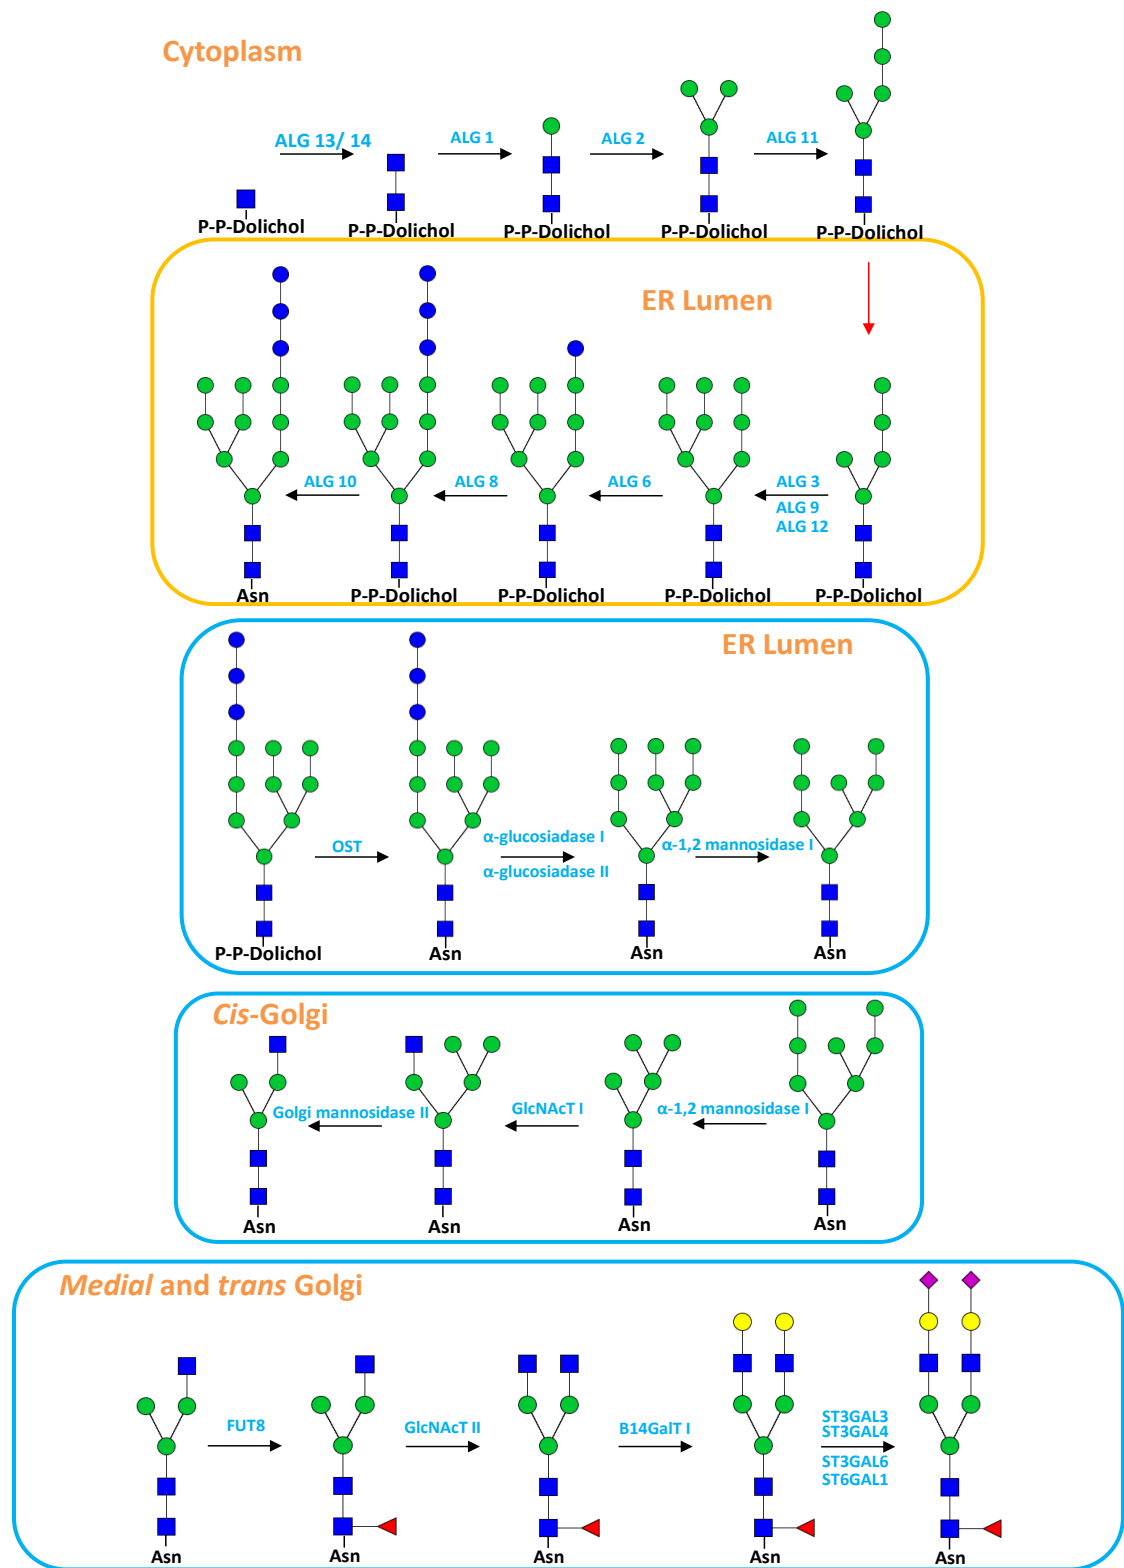 Cytoplasm
ALG 13/ 14
ALG 1
ALG 2
ALG 11
P-P-Dolichol
P-P-Dolichol
P-P-Dolichol
P-P-Dolichol
P-P-Dolichol
ER Lumen
ALG 10
ALG 8
ALG 6
ALG 3
ALG 9
ALG 12
Asn
P-P-Dolichol
P-P-Dolichol
P-P-Dolichol
P-P-Dolichol
ER Lumen
OST
α-glucosiadase I
α-glucosiadase II
α-1,2 mannosidase I
P-P-Dolichol
Asn
Asn
Asn
Cis-Golgi
Golgi mannosidase II
GlcNAcT I
α-1,2 mannosidase I
Asn
Asn
Asn
Asn
Medial and trans Golgi
FUT8
GlcNAcT II
B14GalT I
ST3GAL3
ST3GAL4
ST3GAL6
ST6GAL1
Asn
Asn
Asn
Asn
Asn